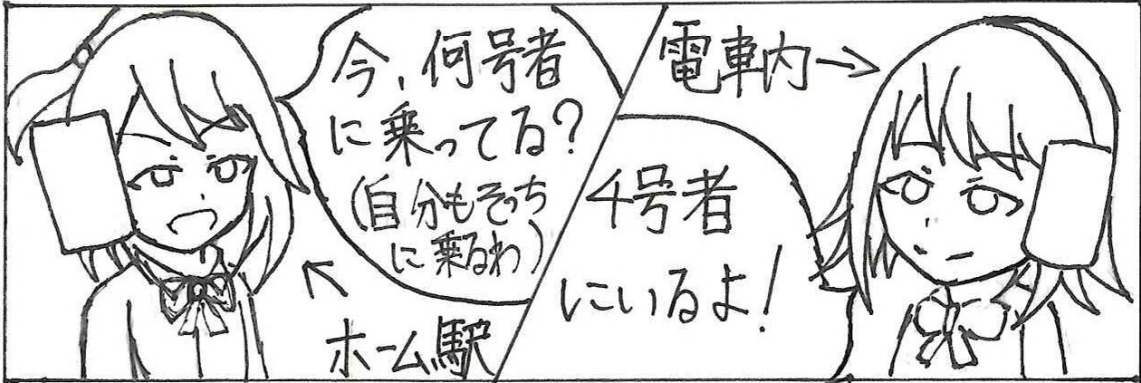 今、何号者
に乗ってる?
(自分もそっち
に乗るわ)
ホーム駅
電車内→
4号者
にいるよ!